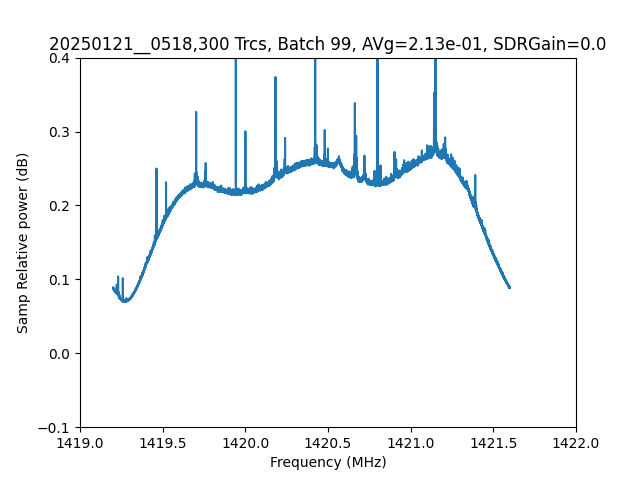 20250121__0518,300 Trcs, Batch 99, AVg=2.13e-01, SDRGain=0.0
0.4
0.3
0.2
0.1
0.0
−0.1
Samp Relative power (dB)
1419.0 1419.5 1420.0 1420.5 1421.0 1421.5 1422.0
Frequency (MHz)